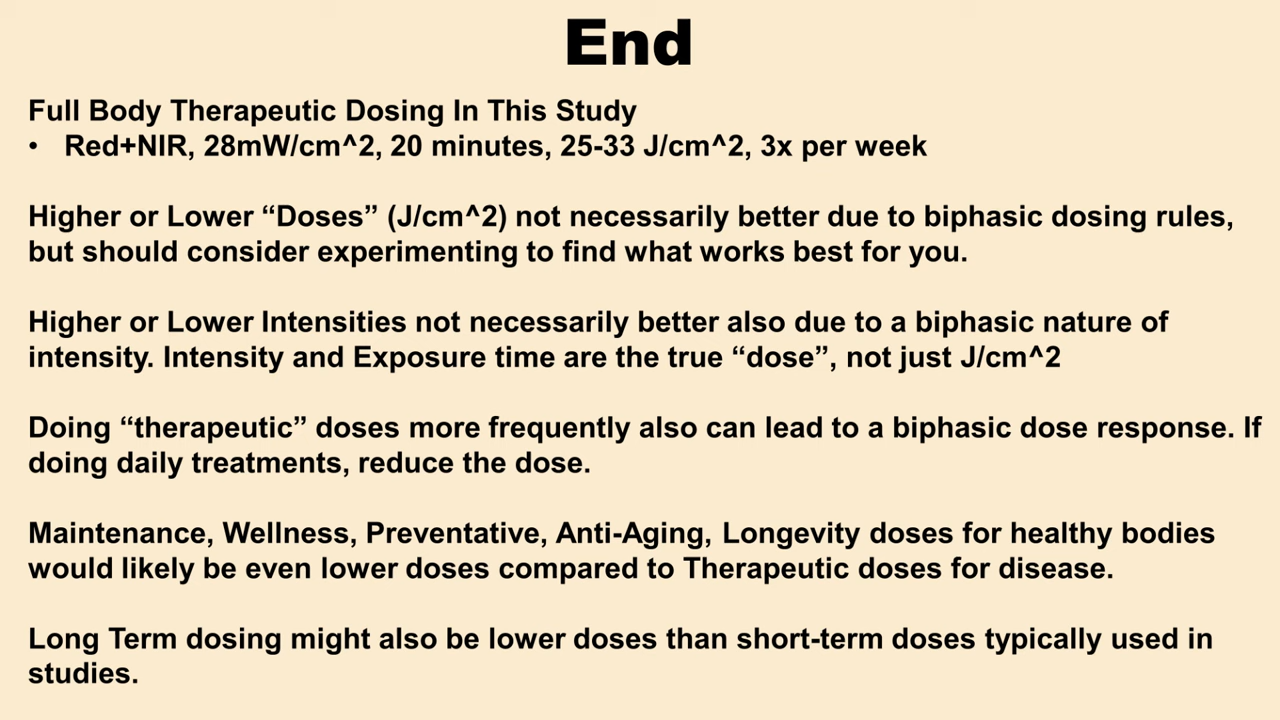 End
Full Body Therapeutic Dosing In This Study
• Red+NIR, 28mW/cm^2, 20 minutes, 25-33 J/cm^2, 3x per week
Higher or Lower “Doses” (J/cm^2) not necessarily better due to biphasic dosing rules,
but should consider experimenting to find what works best for you.
Higher or Lower Intensities not necessarily better also due to a biphasic nature of
intensity. Intensity and Exposure time are the true “dose”, not just J/cm^2
Doing “therapeutic” doses more frequently also can lead to a biphasic dose response. If
doing daily treatments, reduce the dose.
Maintenance, Wellness, Preventative, Anti-Aging, Longevity doses for healthy bodies
would likely be even lower doses compared to Therapeutic doses for disease.
Long Term dosing might also be lower doses than short-term doses typically used in
studies.